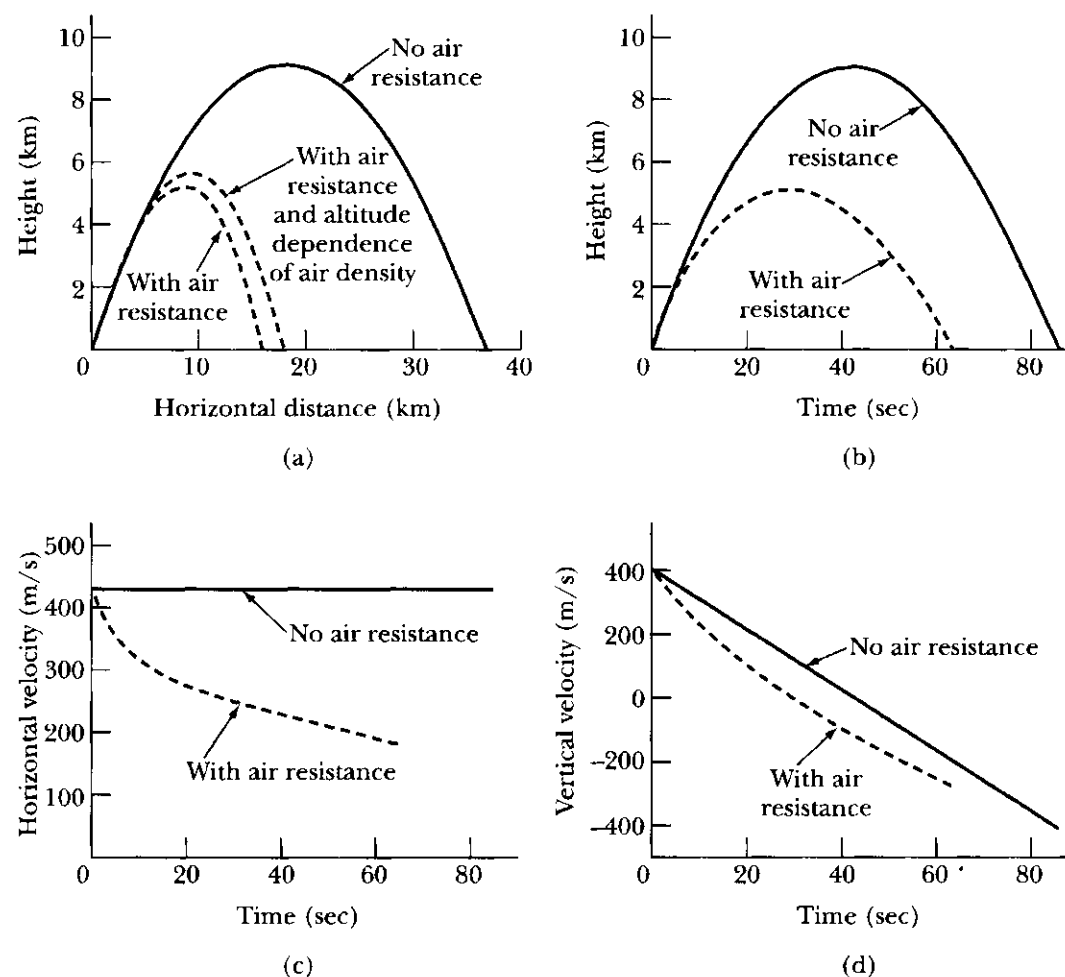 10
8
6
4
2
0
10
20
30
40
Height (km)
Horizontal distance (km)
No air
resistance
With air
resistance
and altitude
dependence
of air density
With air
resistance
(a)
10
8
6
4
2
0
20
40
60
80
Height (km)
Time (sec)
No air
resistance
With air
resistance
(b)
500
400
300
200
100
0
20
40
60
80
Horizontal velocity (m/s)
Time (sec)
No air resistance
With air resistance
(c)
400
200
0
−200
−400
0
20
40
60
80
Vertical velocity (m/s)
Time (sec)
No air resistance
With air
resistance
(d)